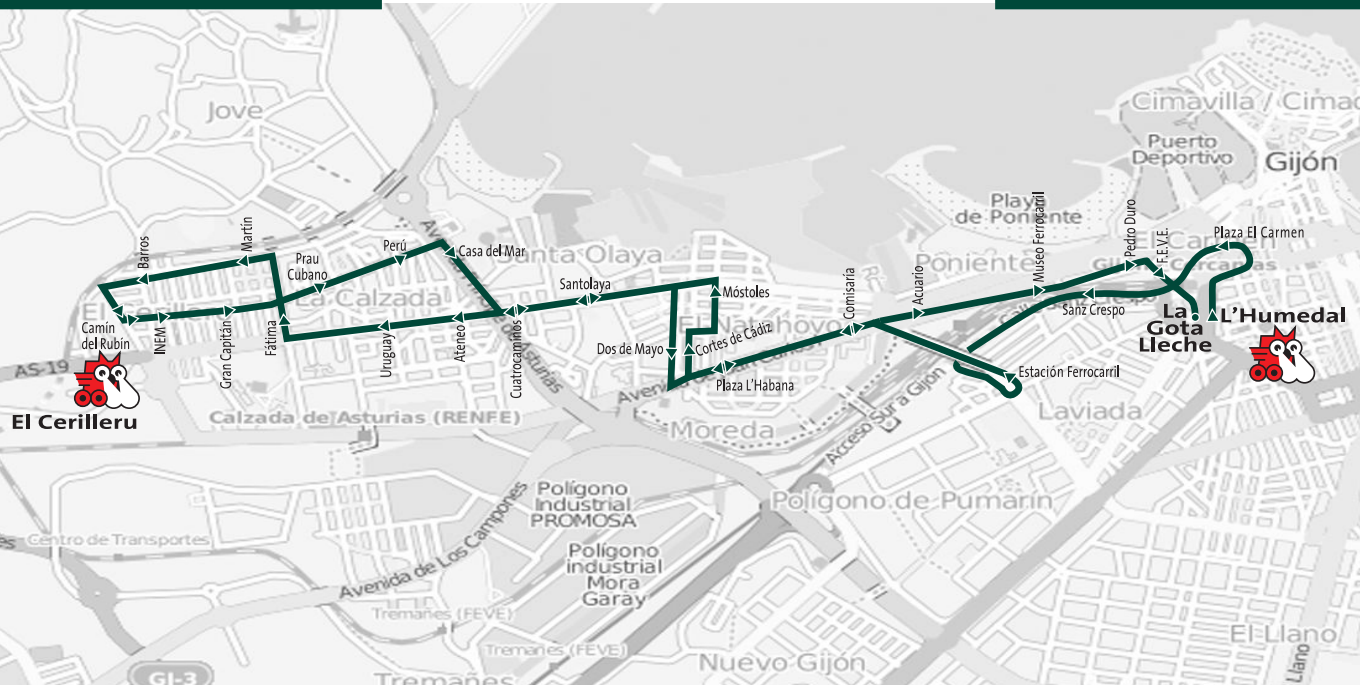 Jove
Cimavilla / Cimad
Puerto
Deportivo
Gijón
Playa
de Poniente
Museo Ferrocarril
Pedro Duro
F.E.V.E.
Plaza El Carmen
Barros
Martín
Prau
Cubano
Perú
Casa del Mar
Santa Olaya
Santolaya
Comisaría
Acuario
Poniente
Sanz Crespo
Móstoles
La Calzada
Camín
del Rubín
INEM
Gran Capitán
Fátima
Uruguay
Ateneo
Cuatrocaminos
Dos de Mayo
Cortes de Cádiz
Plaza L'Habana
Estación Ferrocarril
La
Gota
Lleche
L'Humedal
AS-19
El Cerilleru
Calzada de Asturias (RENFE)
Moreda
Acceso Sur a Gijón
Laviada
Polígono
Industrial
PROMOSA
Polígono de Pumarín
Centro de Transportes
Avenida de Los Campones
Polígono
industrial
Mora
Garay
Tremañes (FEVE)
Tremañes (FEVE)
Tremañes
Nuevo Gijón
El Llano
Llano
GI-3